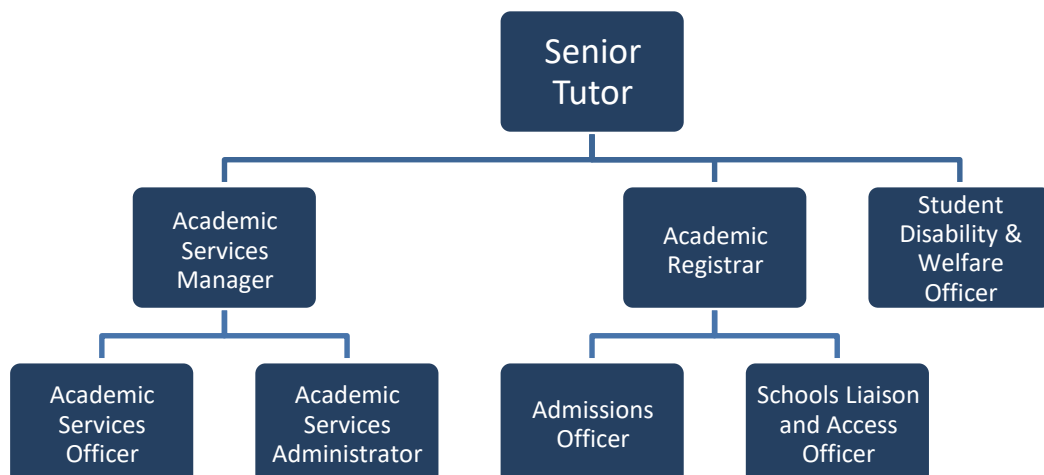 Senior
Tutor
Academic
Services
Manager
Academic
Registrar
Student
Disability &
Welfare
Officer
Academic
Services
Officer
Academic
Services
Administrator
Admissions
Officer
Schools Liaison
and Access
Officer